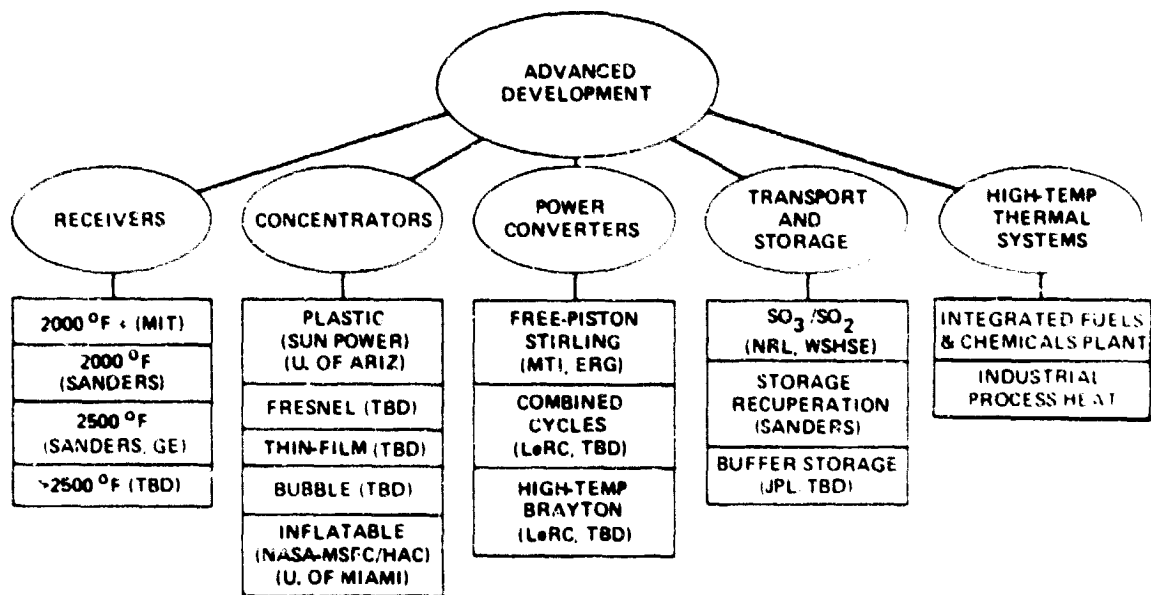 ADVANCED
DEVELOPMENT
RECEIVERS
CONCENTRATORS
POWER
CONVERTERS
TRANSPORT
AND
STORAGE
HIGH-TEMP
THERMAL
SYSTEMS
2000 °F + (MIT)
2000 °F
(SANDERS)
2500 °F
(SANDERS, GE)
>2500 °F (TBD)
PLASTIC
(SUN POWER)
(U. OF ARIZ)
FRESNEL (TBD)
THIN-FILM (TBD)
BUBBLE (TBD)
INFLATABLE
(NASA-MSFC/HAC)
(U. OF MIAMI)
FREE-PISTON
STIRLING
(MTI, ERG)
COMBINED
CYCLES
(LeRC, TBD)
HIGH-TEMP
BRAYTON
(LeRC, TBD)
SO3/SO2
(NRL, WSHSE)
STORAGE
RECUPERATION
(SANDERS)
BUFFER STORAGE
(JPL, TBD)
INTEGRATED FUELS
& CHEMICALS PLANT
INDUSTRIAL
PROCESS HEAT